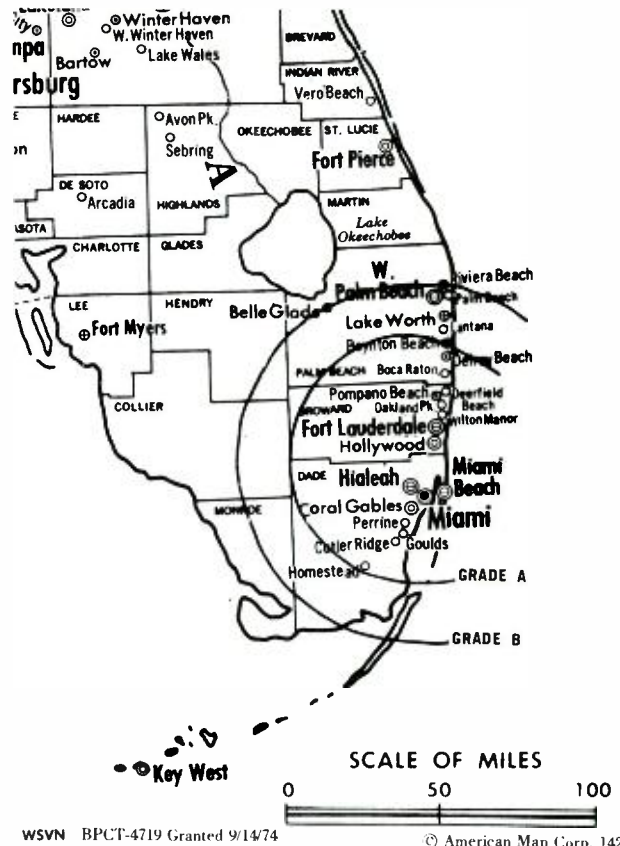 Winter Haven
W. Winter Haven
Lake Wales
Bartow
BREVARD
INDIAN RIVER
Vero Beach
HARDEE
Avon Pk.
OKEECHOBEE
ST. LUCIE
Sebring
Fort Pierce
A
DE SOTO
Arcadia
HIGHLANDS
MARTIN
Lake
Okeechobee
CHARLOTTE
GLADES
W.
Palm Beach
Riviera Beach
Palm Beach
LEE
HENDRY
Belle Glade
Fort Myers
Lake Worth
Lantana
Boynton Beach
Delray Beach
PALM BEACH
Boca Raton
COLLIER
Pompano Beach
Deerfield
Beach
BROWARD
Oakland Pk.
Wilton Manor
Fort Lauderdale
Hollywood
DADE
Hialeah
Miami
Beach
MONROE
Coral Gables
Miami
Perrine
Cutler Ridge
Goulds
Homestead
GRADE A
GRADE B
Key West
SCALE OF MILES
0 50 100
WSVN BPCT-4719 Granted 9/14/74
© American Map Corp. 142